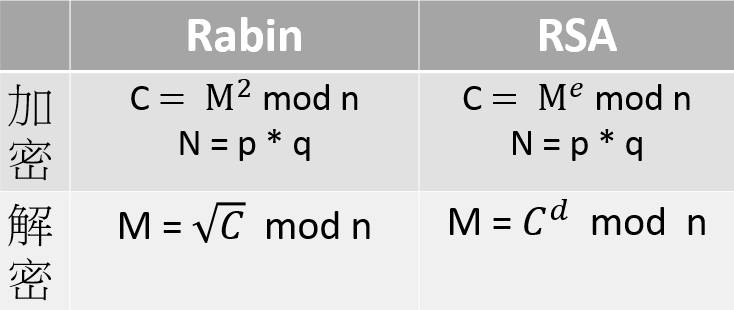 Rabin RSA
加密 C = M² mod n C = Mᵉ mod n
N = p * q N = p * q
解密 M = √C mod n M = Cᵈ mod n